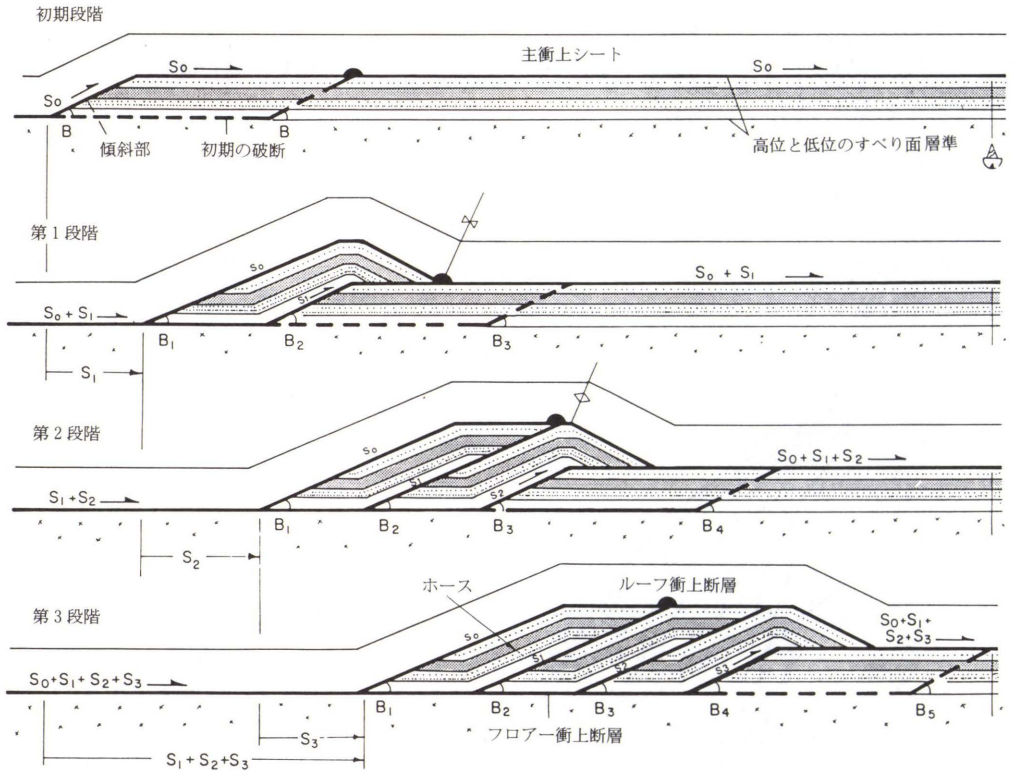 初期段階
主衝上シート
So
So
So
So
B
B
傾斜部
初期の破断
高位と低位のすべり面層準
第1段階
So
S1
So + S1
So + S1
B1
B2
B3
S1
第2段階
So
S1
S2
So+S1+S2
S1+S2
B1
B2
B3
B4
S2
ホース
ルーフ衝上断層
第3段階
So
S1
S2
S3
So+S1+
S2+S3
So+S1+S2+S3
B1
B2
B3
B4
B5
S3
フロアー衝上断層
S1+S2+S3